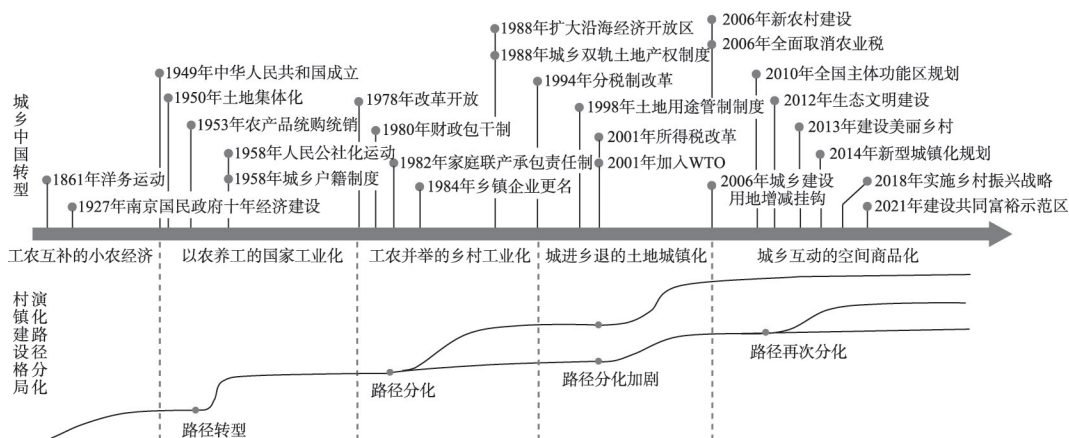 城乡中国转型
1861年洋务运动
1927年南京国民政府十年经济建设
1949年中华人民共和国成立
1950年土地集体化
1953年农产品统购统销
1958年人民公社化运动
1958年城乡户籍制度
1978年改革开放
1980年财政包干制
1982年家庭联产承包责任制
1984年乡镇企业更名
1988年扩大沿海经济开放区
1988年城乡双轨土地产权制度
1994年分税制改革
1998年土地用途管制制度
2001年所得税改革
2001年加入WTO
2006年新农村建设
2006年全面取消农业税
2006年城乡建设
用地增减挂钩
2010年全国主体功能区规划
2012年生态文明建设
2013年建设美丽乡村
2014年新型城镇化规划
2018年实施乡村振兴战略
2021年建设共同富裕示范区
工农互补的小农经济
以农养工的国家工业化
工农并举的乡村工业化
城进乡退的土地城镇化
城乡互动的空间商品化
村镇建设格局
演化路径分化
路径转型
路径分化
路径分化加剧
路径再次分化